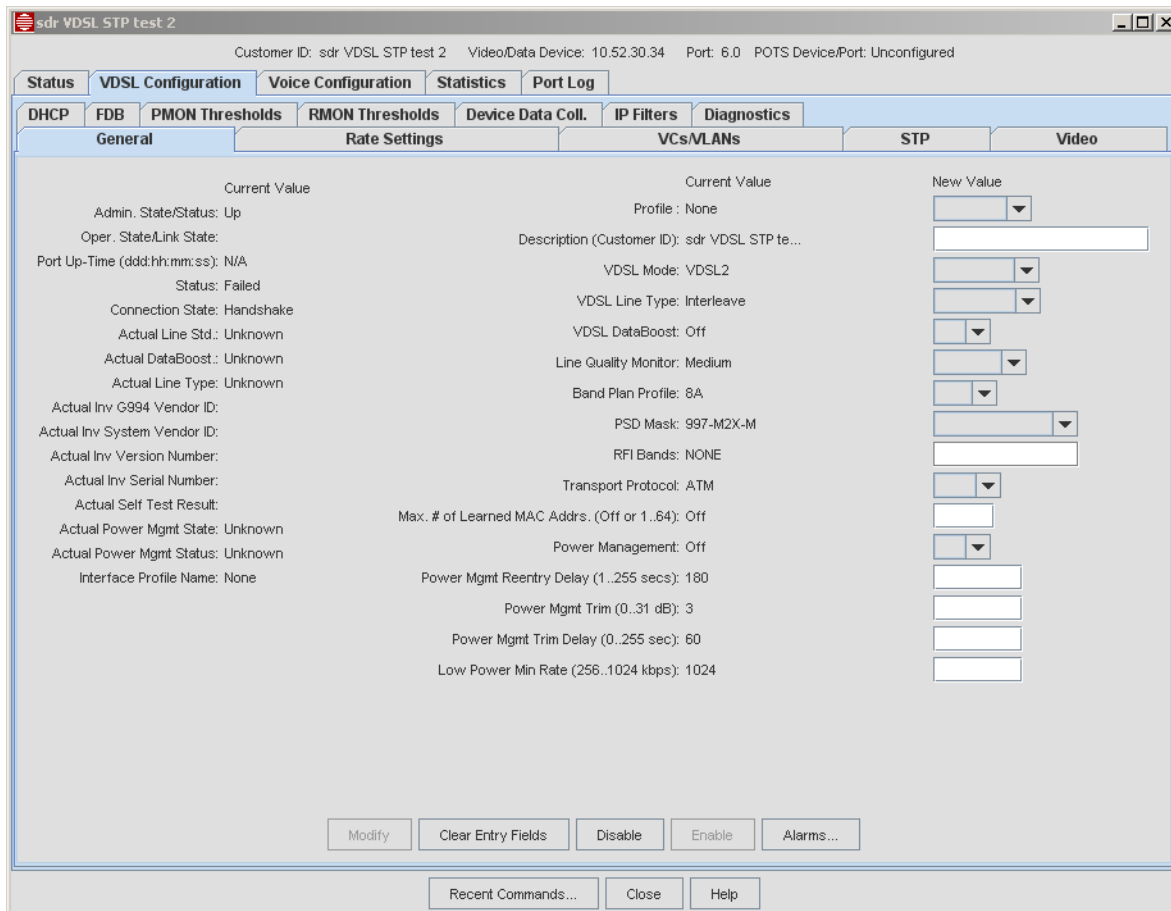 sdr VDSL STP test 2
Customer ID: sdr VDSL STP test 2 Video/Data Device: 10.52.30.34 Port: 6.0 POTS Device/Port: Unconfigured
Status VDSL Configuration Voice Configuration Statistics Port Log
DHCP FDB PMON Thresholds RMON Thresholds Device Data Coll. IP Filters Diagnostics
General Rate Settings VCs/VLANs STP Video
Current Value
Admin. State/Status: Up
Oper. State/Link State:
Port Up-Time (ddd:hh:mm:ss): N/A
Status: Failed
Connection State: Handshake
Actual Line Std.: Unknown
Actual DataBoost.: Unknown
Actual Line Type: Unknown
Actual Inv G994 Vendor ID:
Actual Inv System Vendor ID:
Actual Inv Version Number:
Actual Inv Serial Number:
Actual Self Test Result:
Actual Power Mgmt State: Unknown
Actual Power Mgmt Status: Unknown
Interface Profile Name: None
Current Value New Value
Profile : None
Description (Customer ID): sdr VDSL STP te...
VDSL Mode: VDSL2
VDSL Line Type: Interleave
VDSL DataBoost: Off
Line Quality Monitor: Medium
Band Plan Profile: 8A
PSD Mask: 997-M2X-M
RFI Bands: NONE
Transport Protocol: ATM
Max. # of Learned MAC Addrs. (Off or 1..64): Off
Power Management: Off
Power Mgmt Reentry Delay (1..255 secs): 180
Power Mgmt Trim (0..31 dB): 3
Power Mgmt Trim Delay (0..255 sec): 60
Low Power Min Rate (256..1024 kbps): 1024
Modify Clear Entry Fields Disable Enable Alarms...
Recent Commands... Close Help